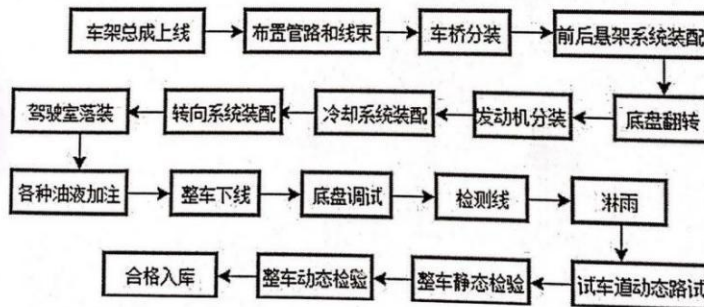 车架总成上线
布置管路和线束
车桥分装
前后悬架系统装配
底盘翻转
发动机分装
冷却系统装配
转向系统装配
驾驶室落装
各种油液加注
整车下线
底盘调试
检测线
淋雨
试车道动态路试
整车静态检验
整车动态检验
合格入库